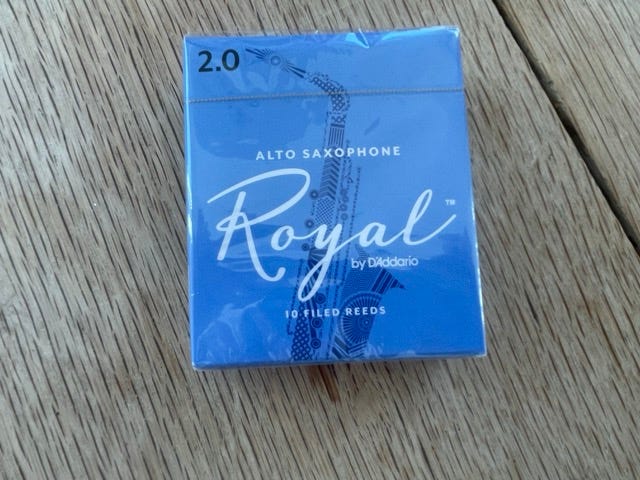 2.0
ALTO SAXOPHONE
Royal™
by D'Addario
10 FILED REEDS